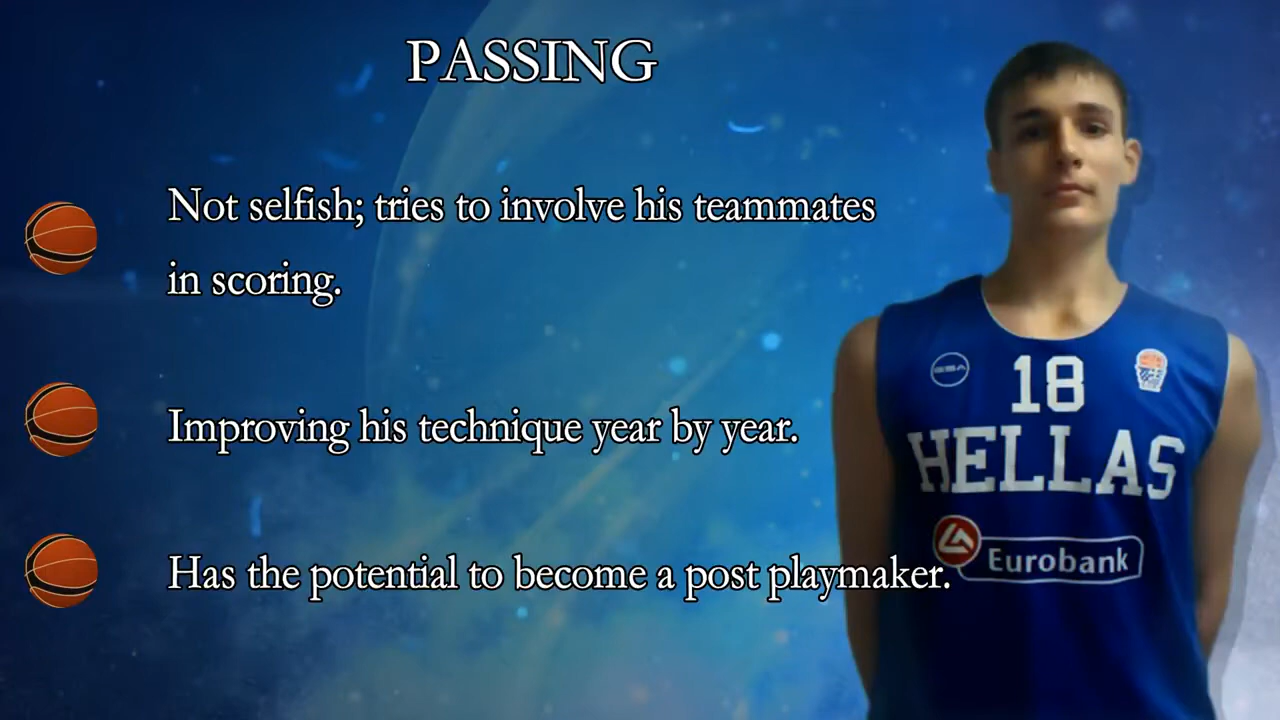 PASSING
Not selfish; tries to involve his teammates
in scoring.
Improving his technique year by year.
Has the potential to become a post playmaker.
18
HELLAS
Eurobank